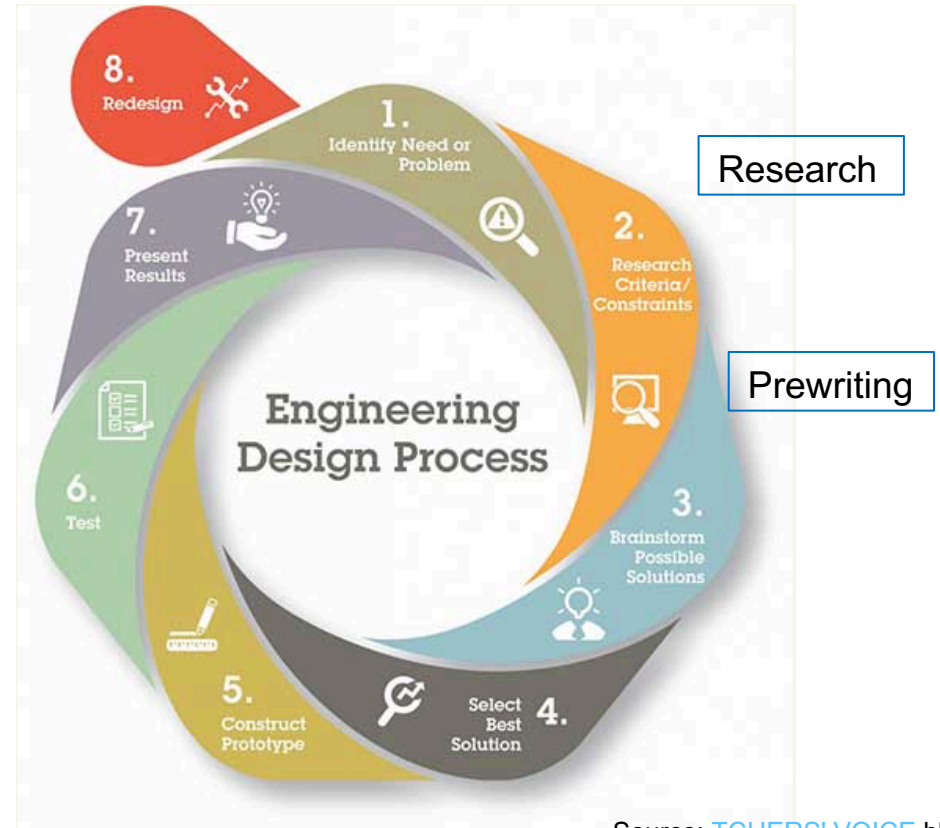 8.
Redesign
1.
Identify Need or
Problem
Research
2.
Research
Criteria/
Constraints
Prewriting
3.
Brainstorm
Possible
Solutions
Select
Best
Solution
4.
5.
Construct
Prototype
6.
Test
7.
Present
Results
Engineering
Design Process